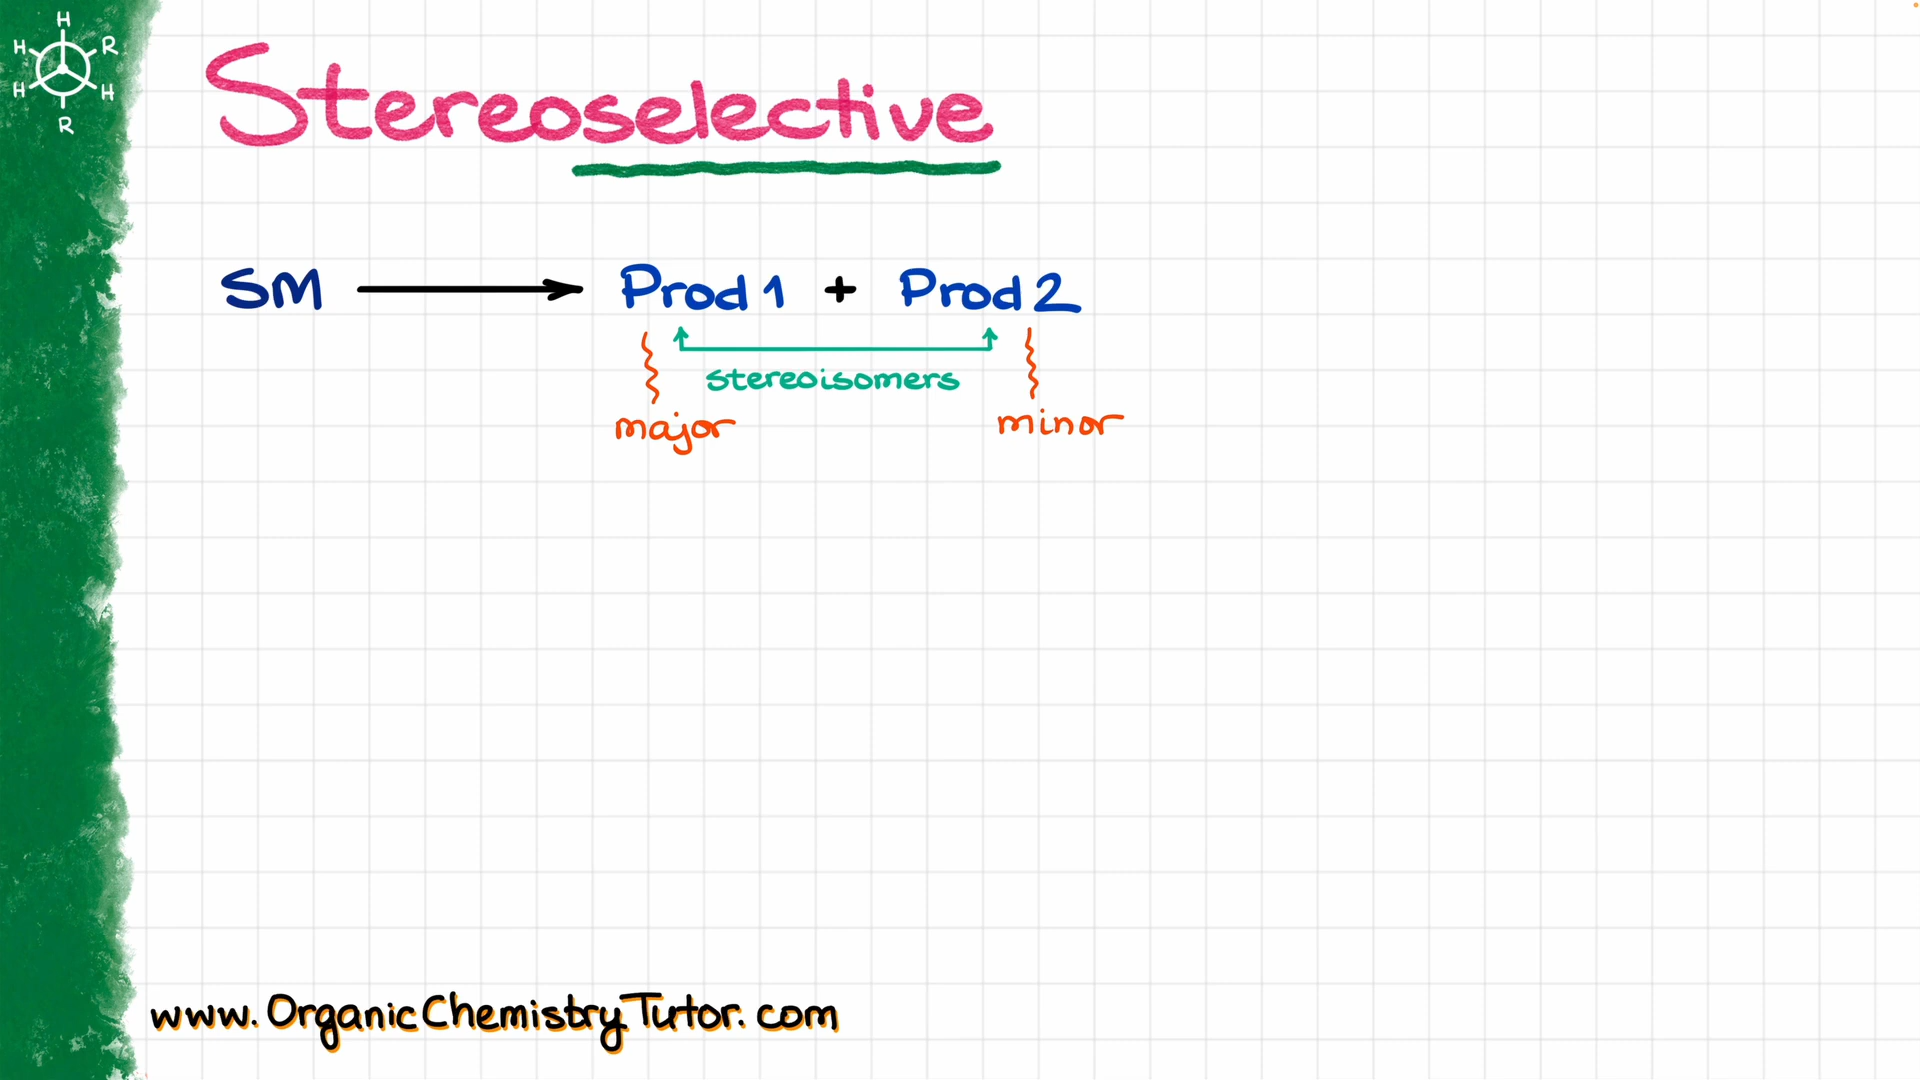 H
H R
H H
R
Stereoselective
SM Prod 1 + Prod 2
stereoisomers
major minor
www.OrganicChemistryTutor.com